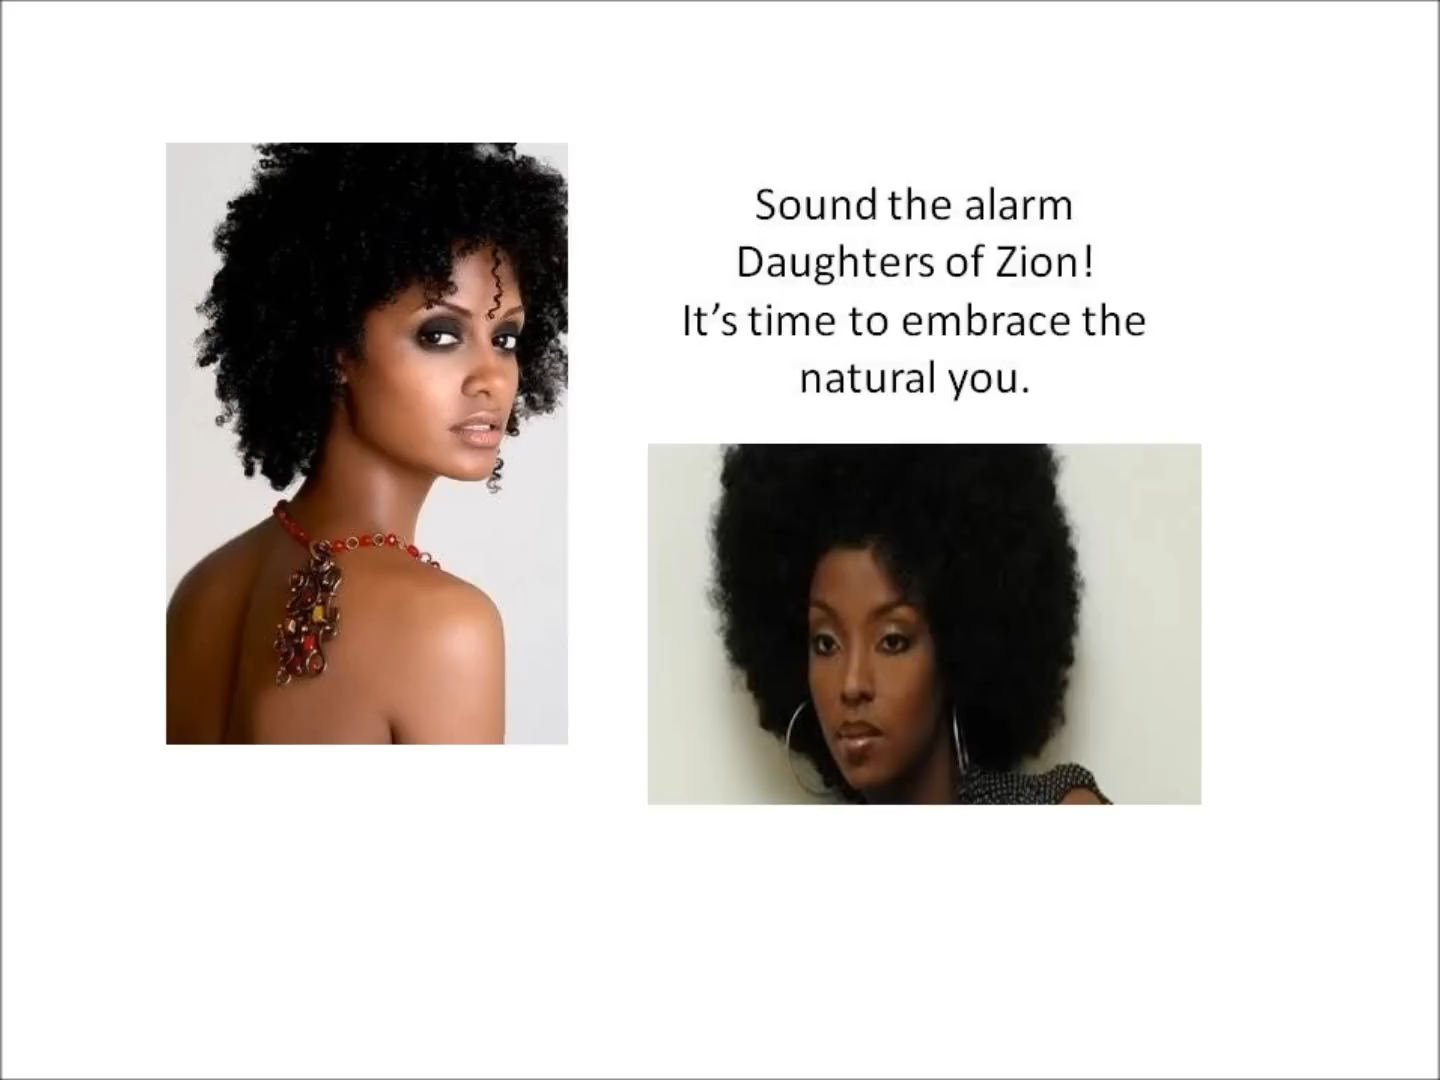 Sound the alarm
Daughters of Zion!
It’s time to embrace the
natural you.